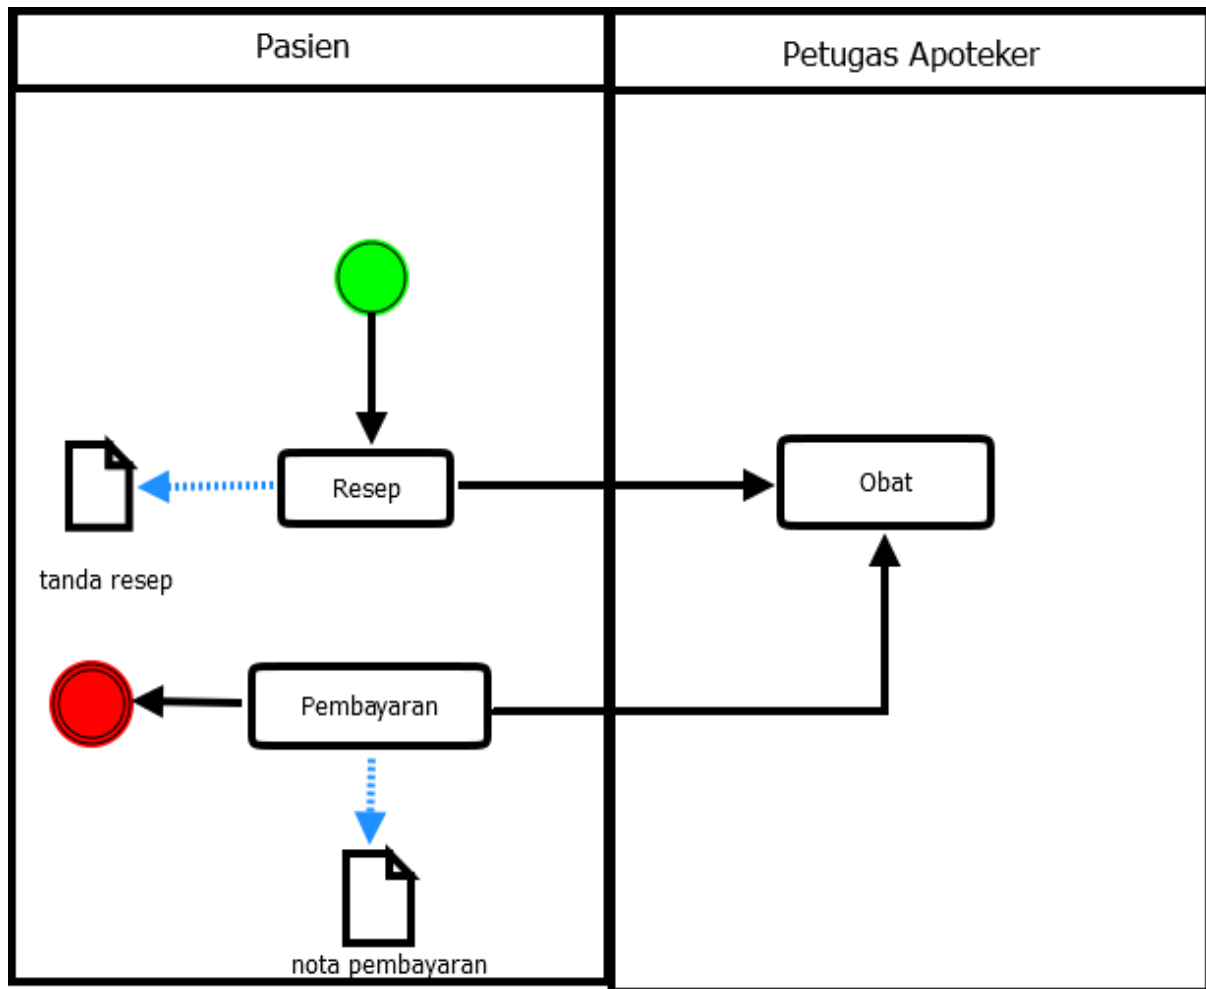 Pasien
Petugas Apoteker
Resep
Obat
tanda resep
Pembayaran
nota pembayaran